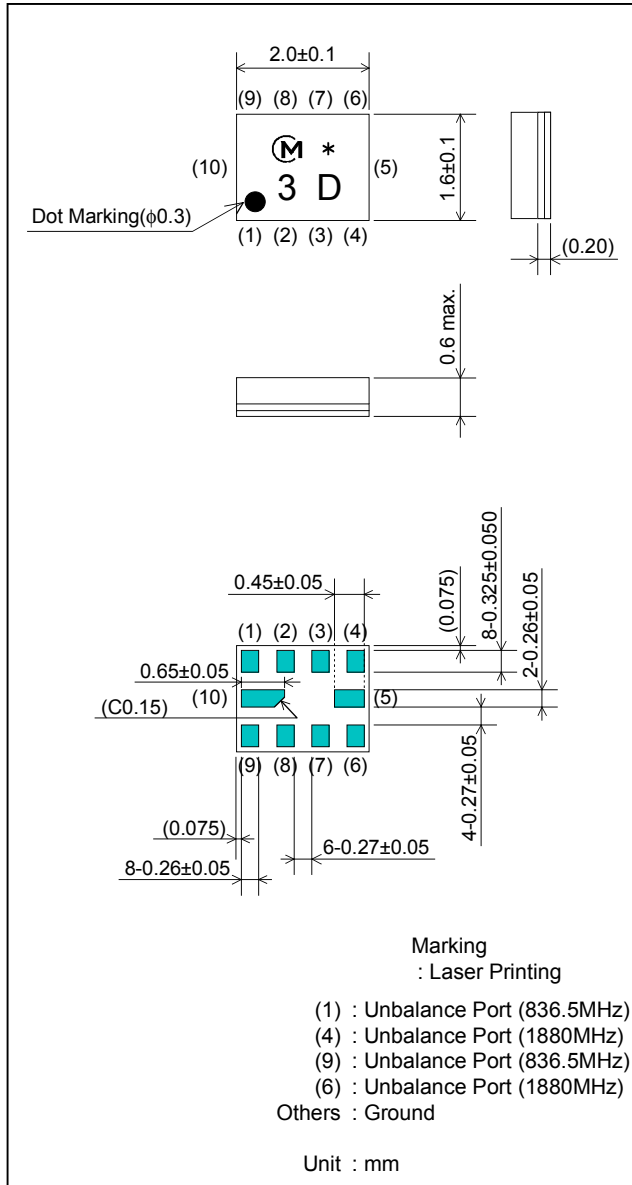 2.0±0.1
(9) (8) (7) (6)
M *
(10) (5)
3 D
1.6±0.1
Dot Marking(ϕ0.3)
(1) (2) (3) (4)
(0.20)
0.6 max.
0.45±0.05
(0.075)
8-0.325±0.050
2-0.26±0.05
(1) (2) (3) (4)
0.65±0.05
(10) (5)
(C0.15)
(9) (8) (7) (6)
4-0.27±0.05
(0.075)
6-0.27±0.05
8-0.26±0.05
Marking
: Laser Printing
(1) : Unbalance Port (836.5MHz)
(4) : Unbalance Port (1880MHz)
(9) : Unbalance Port (836.5MHz)
(6) : Unbalance Port (1880MHz)
Others : Ground
Unit : mm